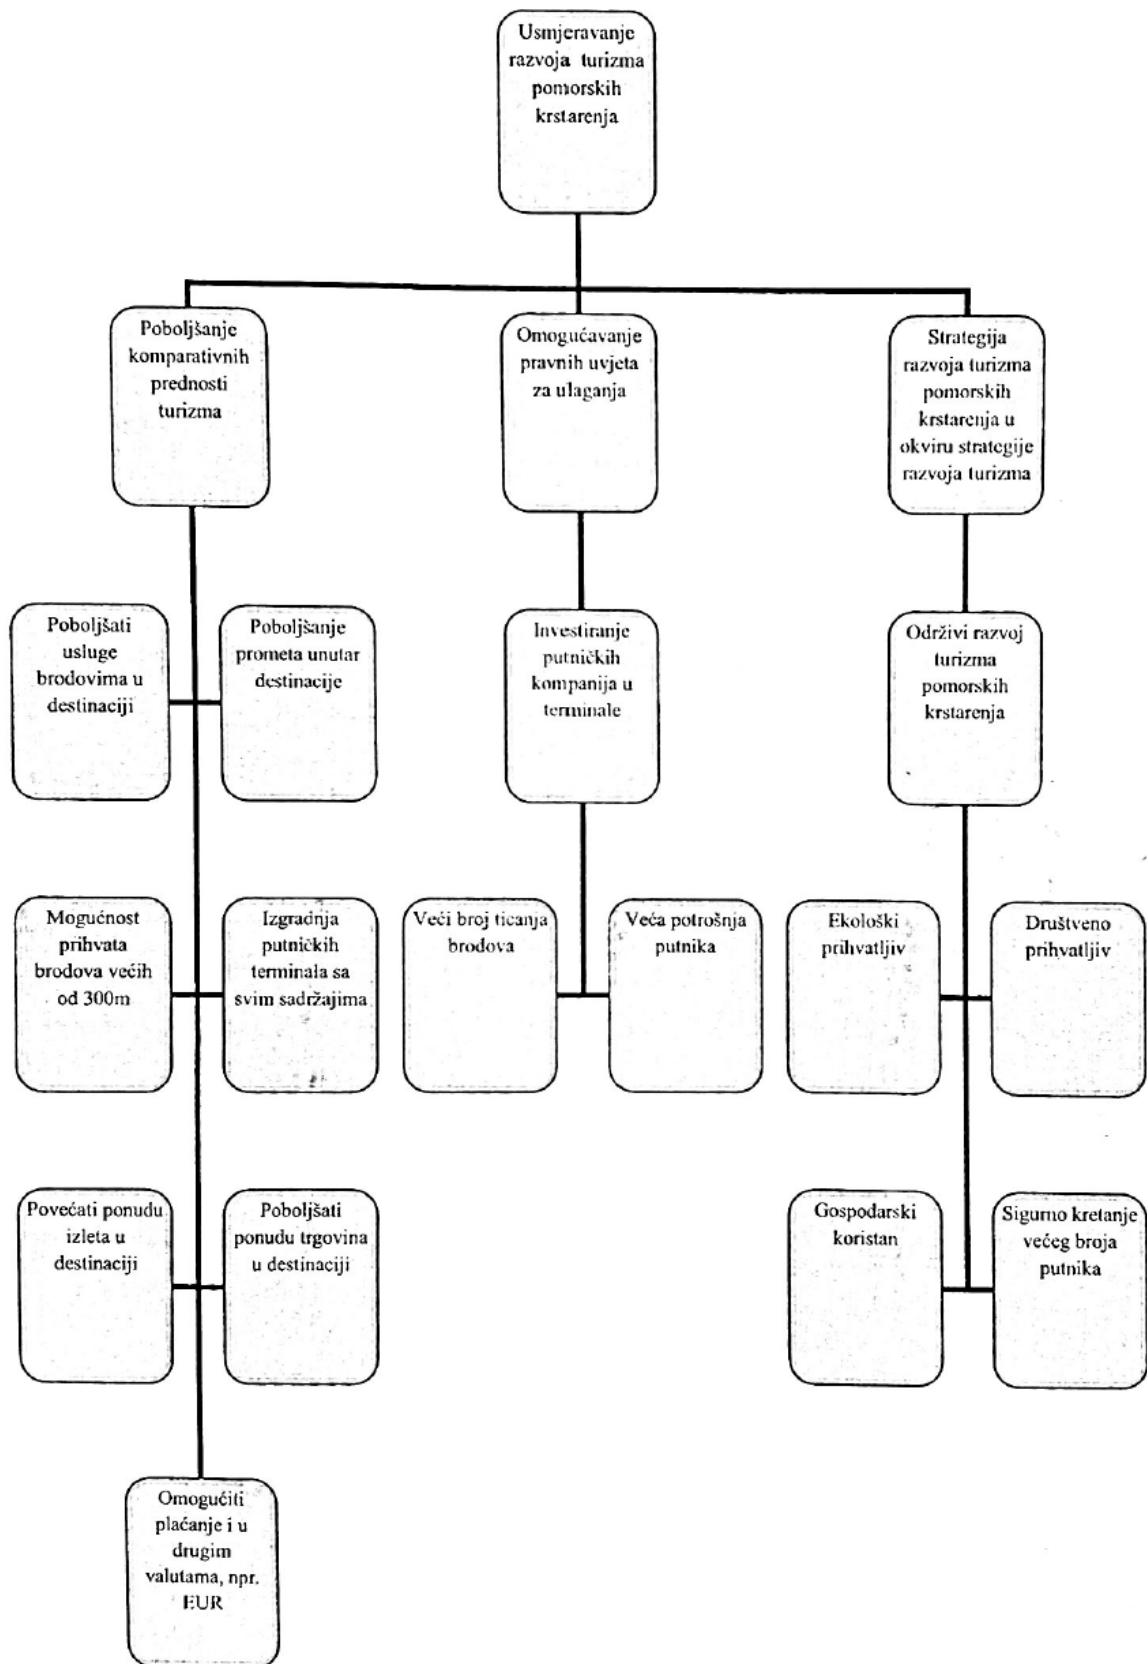 Usmjeravanje
razvoja turizma
pomorskih
krstarenja
Poboljšanje
komparativnih
prednosti
turizma
Omogućavanje
pravnih uvjeta
za ulaganja
Strategija
razvoja turizma
pomorskih
krstarenja u
okviru strategije
razvoja turizma
Poboljšati
usluge
brodovima u
destinaciji
Poboljšanje
prometa unutar
destinacije
Investiranje
putničkih
kompanija u
terminale
Održivi razvoj
turizma
pomorskih
krstarenja
Mogućnost
prihvata
brodova većih
od 300m
Izgradnja
putničkih
terminala sa
svim sadržajima
Veći broj ticanja
brodova
Veća potrošnja
putnika
Ekološki
prihvatljiv
Društveno
prihvatljiv
Povećati ponudu
izleta u
destinaciji
Poboljšati
ponudu trgovina
u destinaciji
Gospodarski
koristan
Sigurno kretanje
većeg broja
putnika
Omogućiti
plaćanje i u
drugim
valutama, npr.
EUR